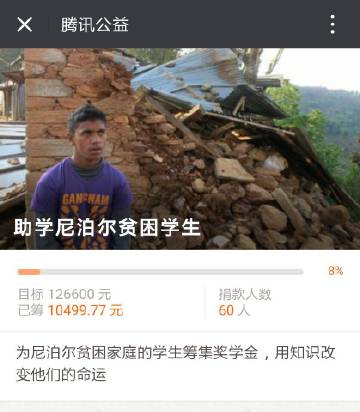 腾讯公益
GANGNAM
助学尼泊尔贫困学生
8%
目标 126600 元
已筹 10499.77 元
捐款人数
60 人
为尼泊尔贫困家庭的学生筹集奖学金，用知识改
变他们的命运